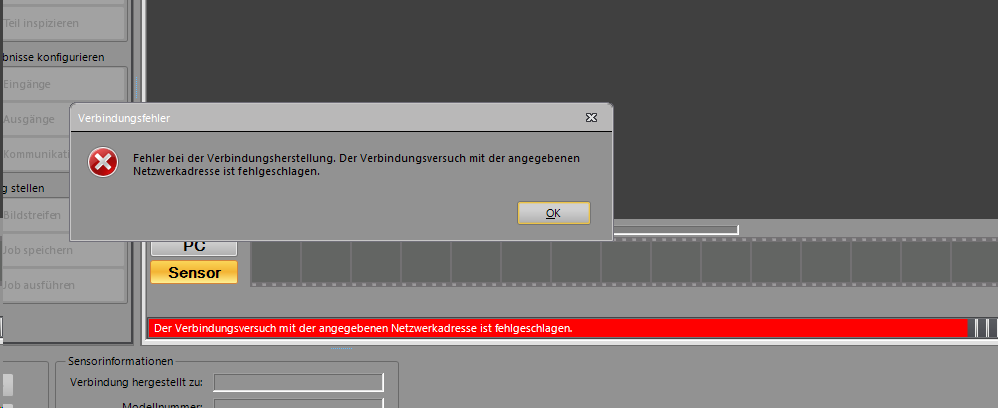 Teil inspizieren
bnisse konfigurieren
Eingänge
Ausgänge
Kommunikati
g stellen
Bildstreifen
Job speichern
Job ausführen
Verbindungsfehler
Fehler bei der Verbindungsherstellung. Der Verbindungsversuch mit der angegebenen
Netzwerkadresse ist fehlgeschlagen.
OK
PC
Sensor
Der Verbindungsversuch mit der angegebenen Netzwerkadresse ist fehlgeschlagen.
Sensorinformationen
Verbindung hergestellt zu:
Modellnummer: